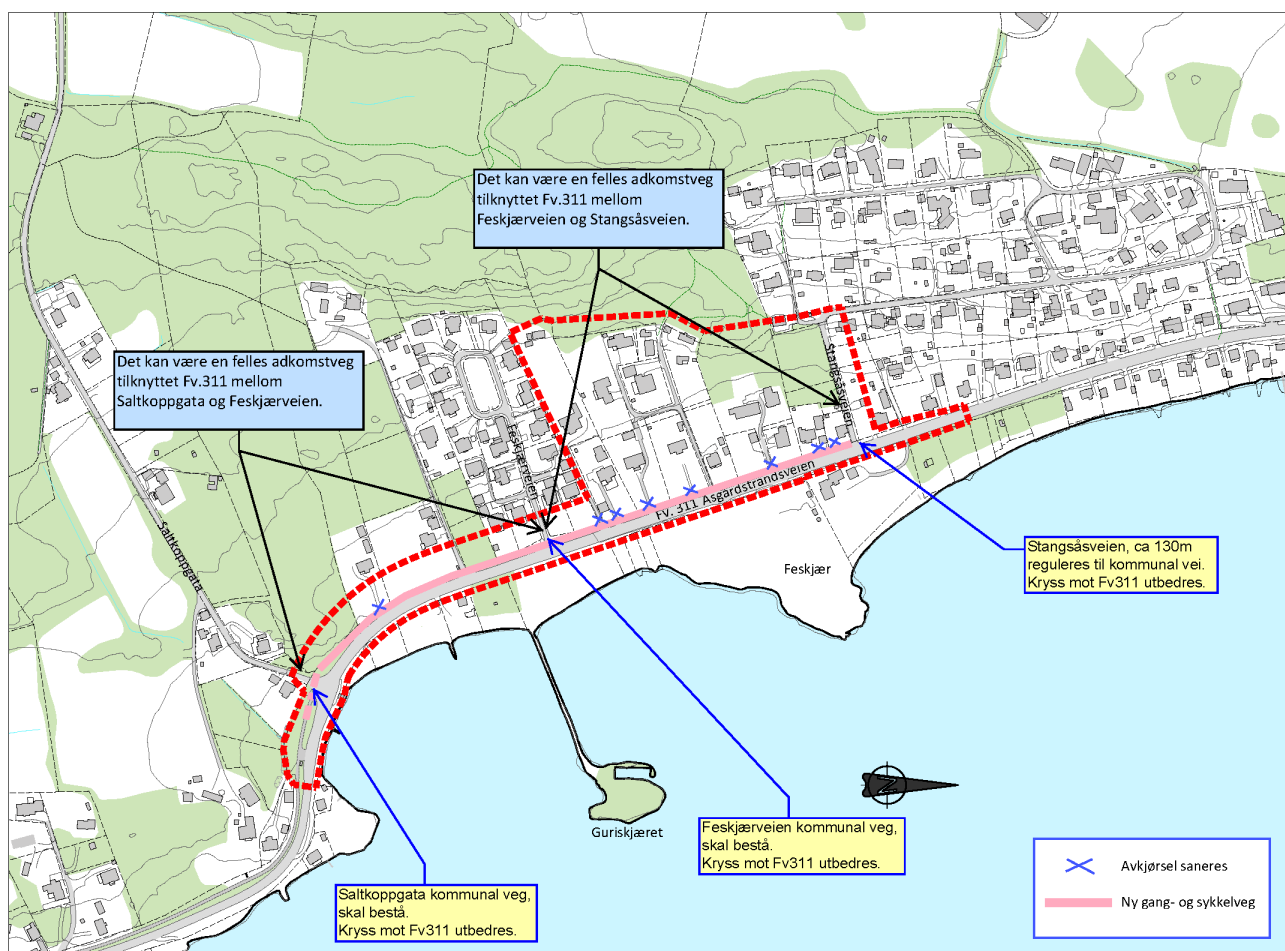 Det kan være en felles adkomstveg
tilknyttet Fv.311 mellom
Feskjærveien og Stangsåsveien.
Det kan være en felles adkomstveg
tilknyttet Fv.311 mellom
Saltkoppgata og Feskjærveien.
Stangsåsveien
Feskjærveien
Saltkoppgata
Fv. 311 Åsgårdstrandsveien
Feskjær
Stangsåsveien, ca 130m
reguleres til kommunal vei.
Kryss mot Fv311 utbedres.
N
Guriskjæret
Feskjærveien kommunal veg,
skal bestå.
Kryss mot Fv311 utbedres.
Saltkoppgata kommunal veg,
skal bestå.
Kryss mot Fv311 utbedres.
Avkjørsel saneres
Ny gang- og sykkelveg